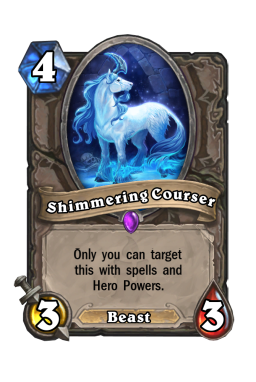 4
Shimmering Courser
Only you can target
this with spells and
Hero Powers.
3
Beast
3